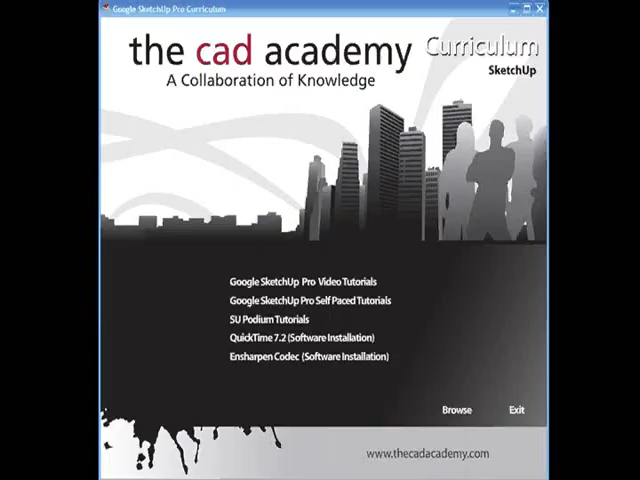 Google SketchUp Pro Curriculum
the cad academy
A Collaboration of Knowledge
Curriculum
SketchUp
Google SketchUp Pro Video Tutorials
Google SketchUp Pro Self Paced Tutorials
SU Podium Tutorials
QuickTime 7.2 (Software Installation)
Ensharpen Codec (Software Installation)
Browse
Exit
www.thecadacademy.com